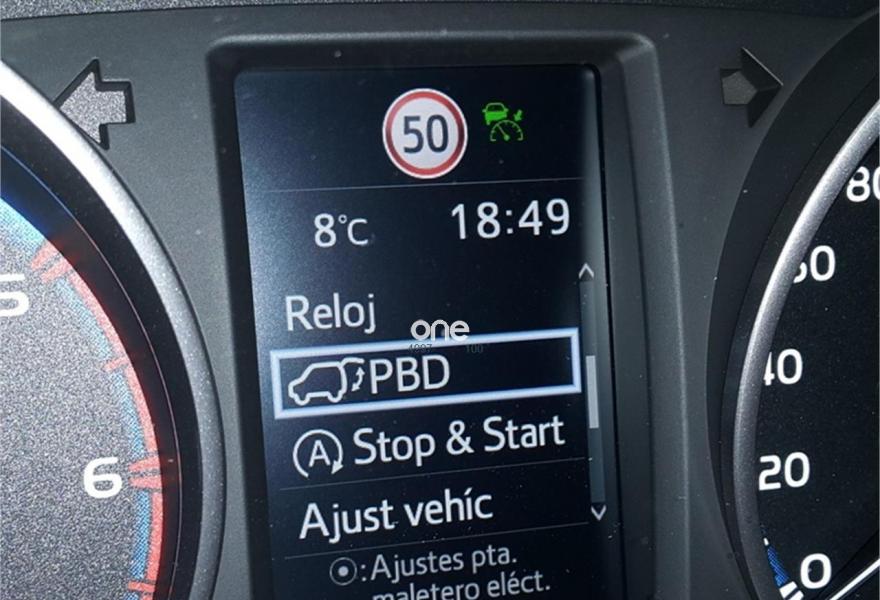 50
8°C 18:49
Reloj
PBD
A Stop & Start
Ajust vehíc
:Ajustes pta.
maletero eléct.
one
5
6
80
60
40
20
0